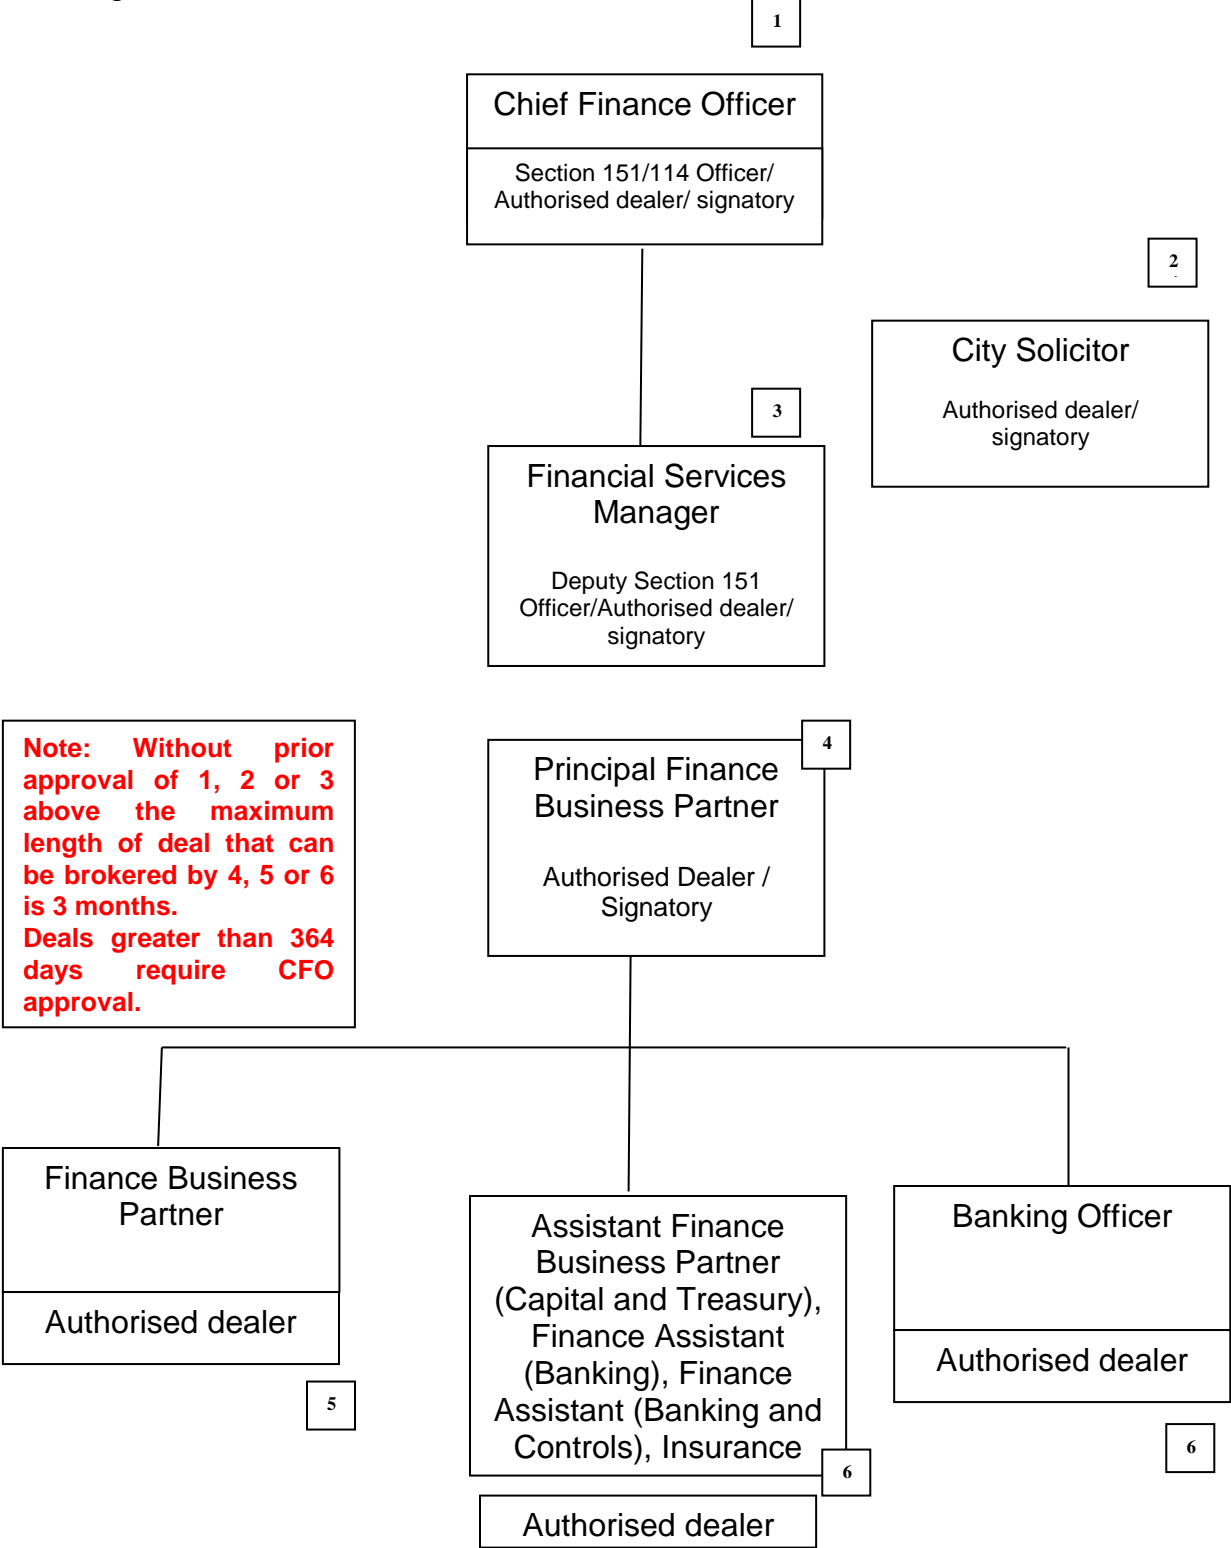 1
Chief Finance Officer
Section 151/114 Officer/
Authorised dealer/ signatory
2
City Solicitor
Authorised dealer/
signatory
3
Financial Services
Manager
Deputy Section 151
Officer/Authorised dealer/
signatory
Note: Without prior
approval of 1, 2 or 3
above the maximum
length of deal that can
be brokered by 4, 5 or 6
is 3 months.
Deals greater than 364
days require CFO
approval.
4
Principal Finance
Business Partner
Authorised Dealer /
Signatory
Finance Business
Partner
Authorised dealer
5
Assistant Finance
Business Partner
(Capital and Treasury),
Finance Assistant
(Banking), Finance
Assistant (Banking and
Controls), Insurance
6
Authorised dealer
Banking Officer
Authorised dealer
6